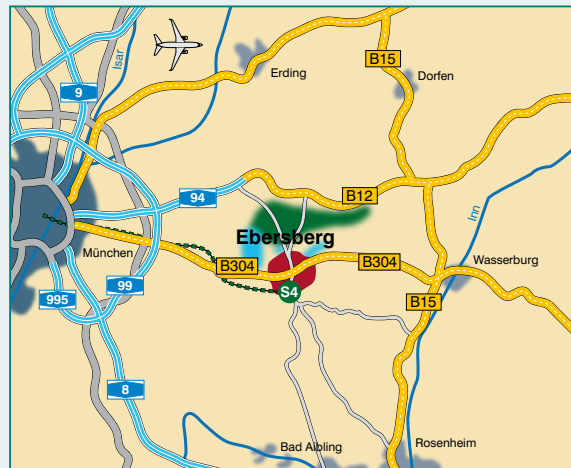 Isar
B15
Erding
Dorfen
9
94
B12
Inn
Ebersberg
München
B304
B304
Wasserburg
99
S4
995
B15
8
Bad Aibling
Rosenheim